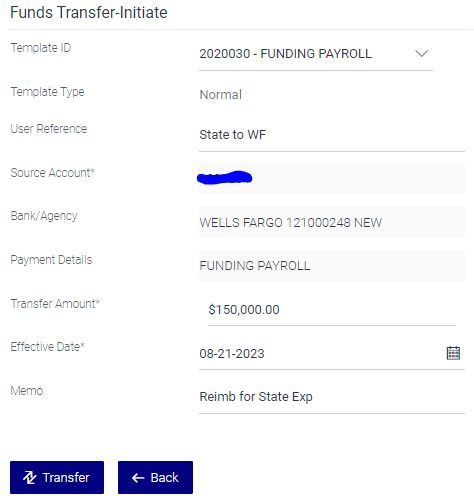 Funds Transfer-Initiate
Template ID 2020030 - FUNDING PAYROLL
Template Type Normal
User Reference State to WF
Source Account*
Bank/Agency WELLS FARGO 121000248 NEW
Payment Details FUNDING PAYROLL
Transfer Amount* $150,000.00
Effective Date* 08-21-2023
Memo Reimb for State Exp
Transfer Back